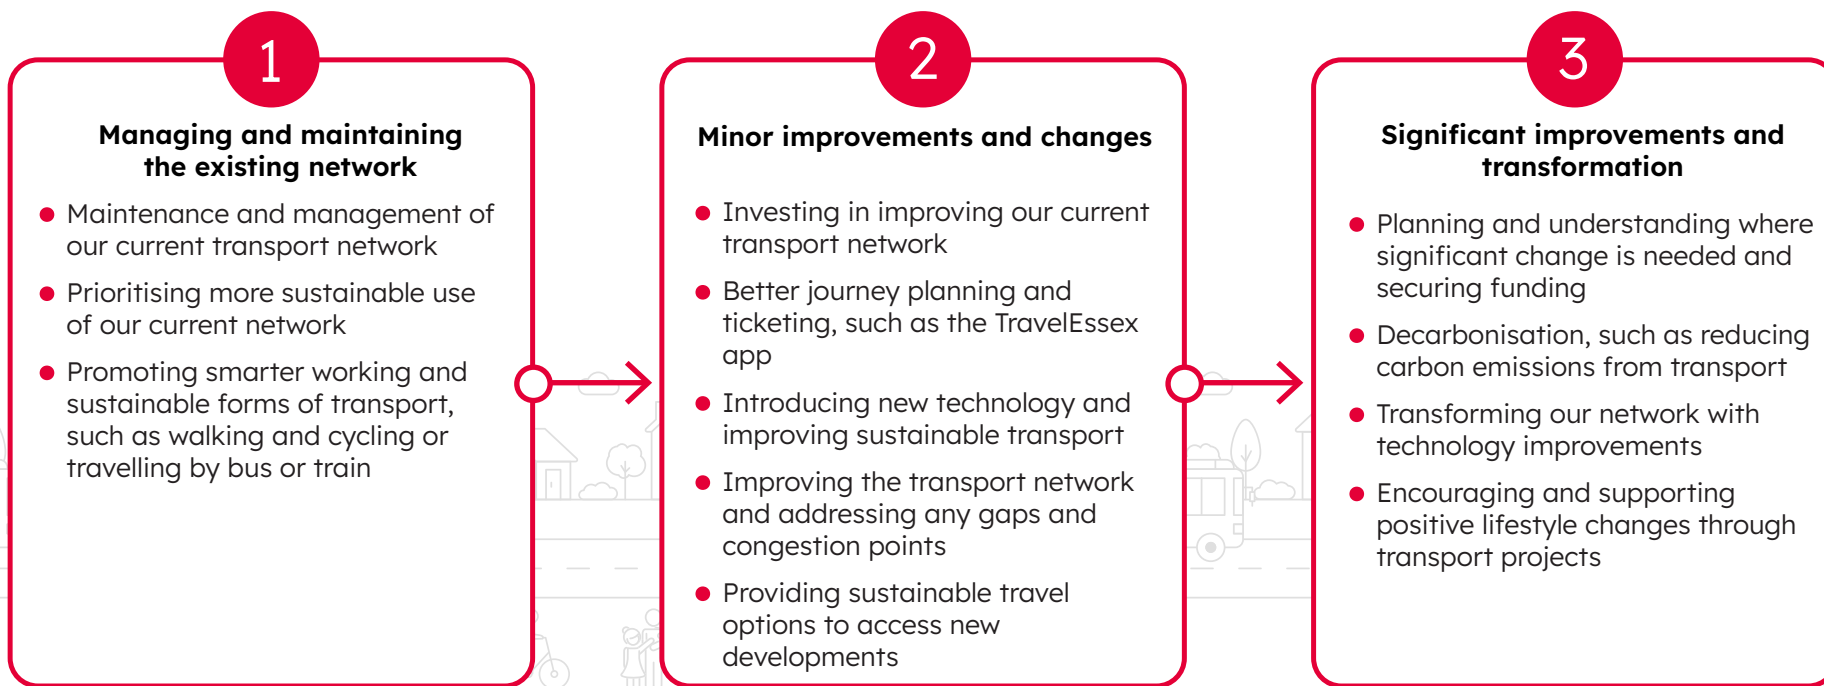 1
Managing and maintaining
the existing network
● Maintenance and management of
our current transport network
● Prioritising more sustainable use
of our current network
● Promoting smarter working and
sustainable forms of transport,
such as walking and cycling or
travelling by bus or train
2
Minor improvements and changes
● Investing in improving our current
transport network
● Better journey planning and
ticketing, such as the TravelEssex
app
● Introducing new technology and
improving sustainable transport
● Improving the transport network
and addressing any gaps and
congestion points
● Providing sustainable travel
options to access new
developments
3
Significant improvements and
transformation
● Planning and understanding where
significant change is needed and
securing funding
● Decarbonisation, such as reducing
carbon emissions from transport
● Transforming our network with
technology improvements
● Encouraging and supporting
positive lifestyle changes through
transport projects